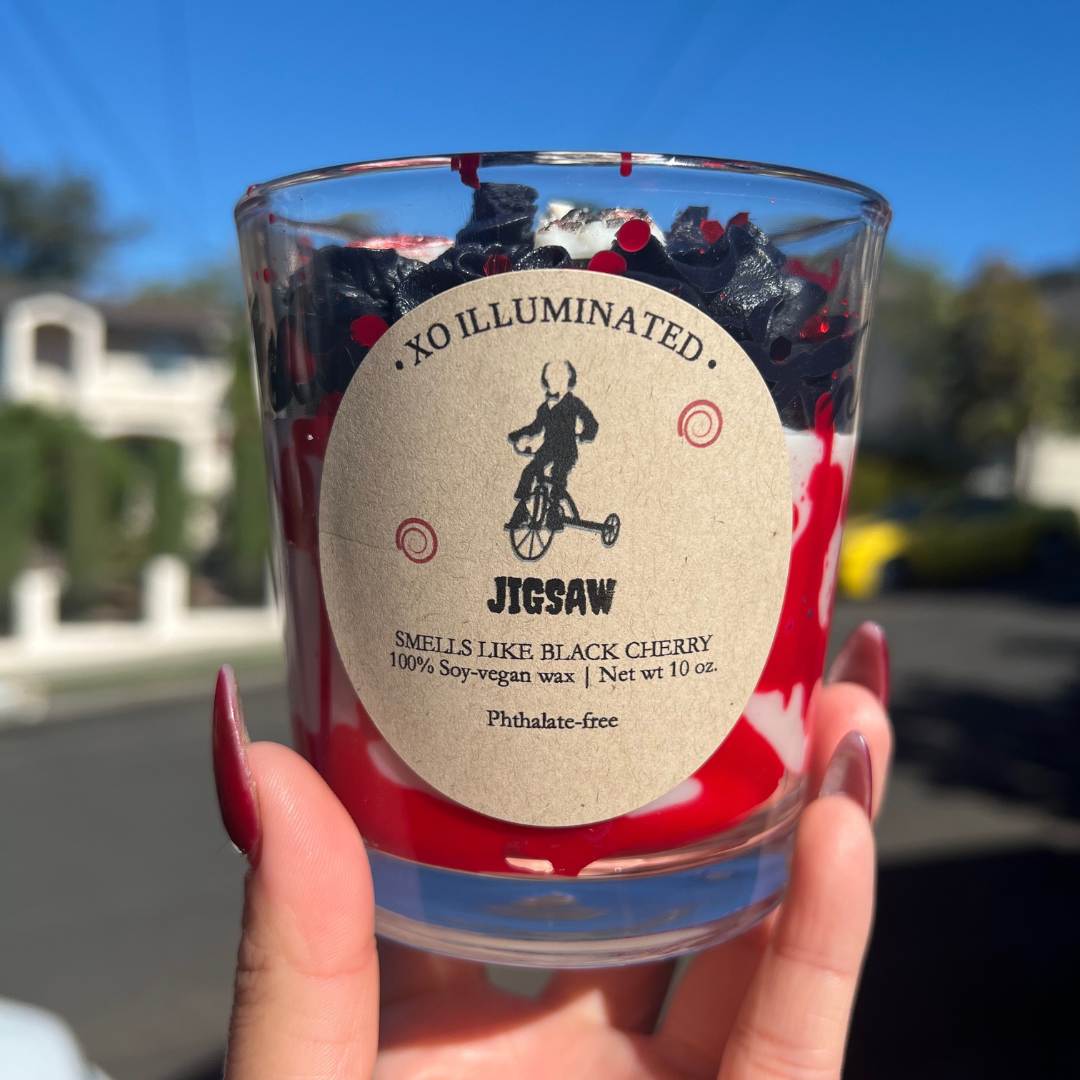 • XO ILLUMINATED •
JIGSAW
SMELLS LIKE BLACK CHERRY
100% Soy-vegan wax | Net wt 10 oz.
Phthalate-free